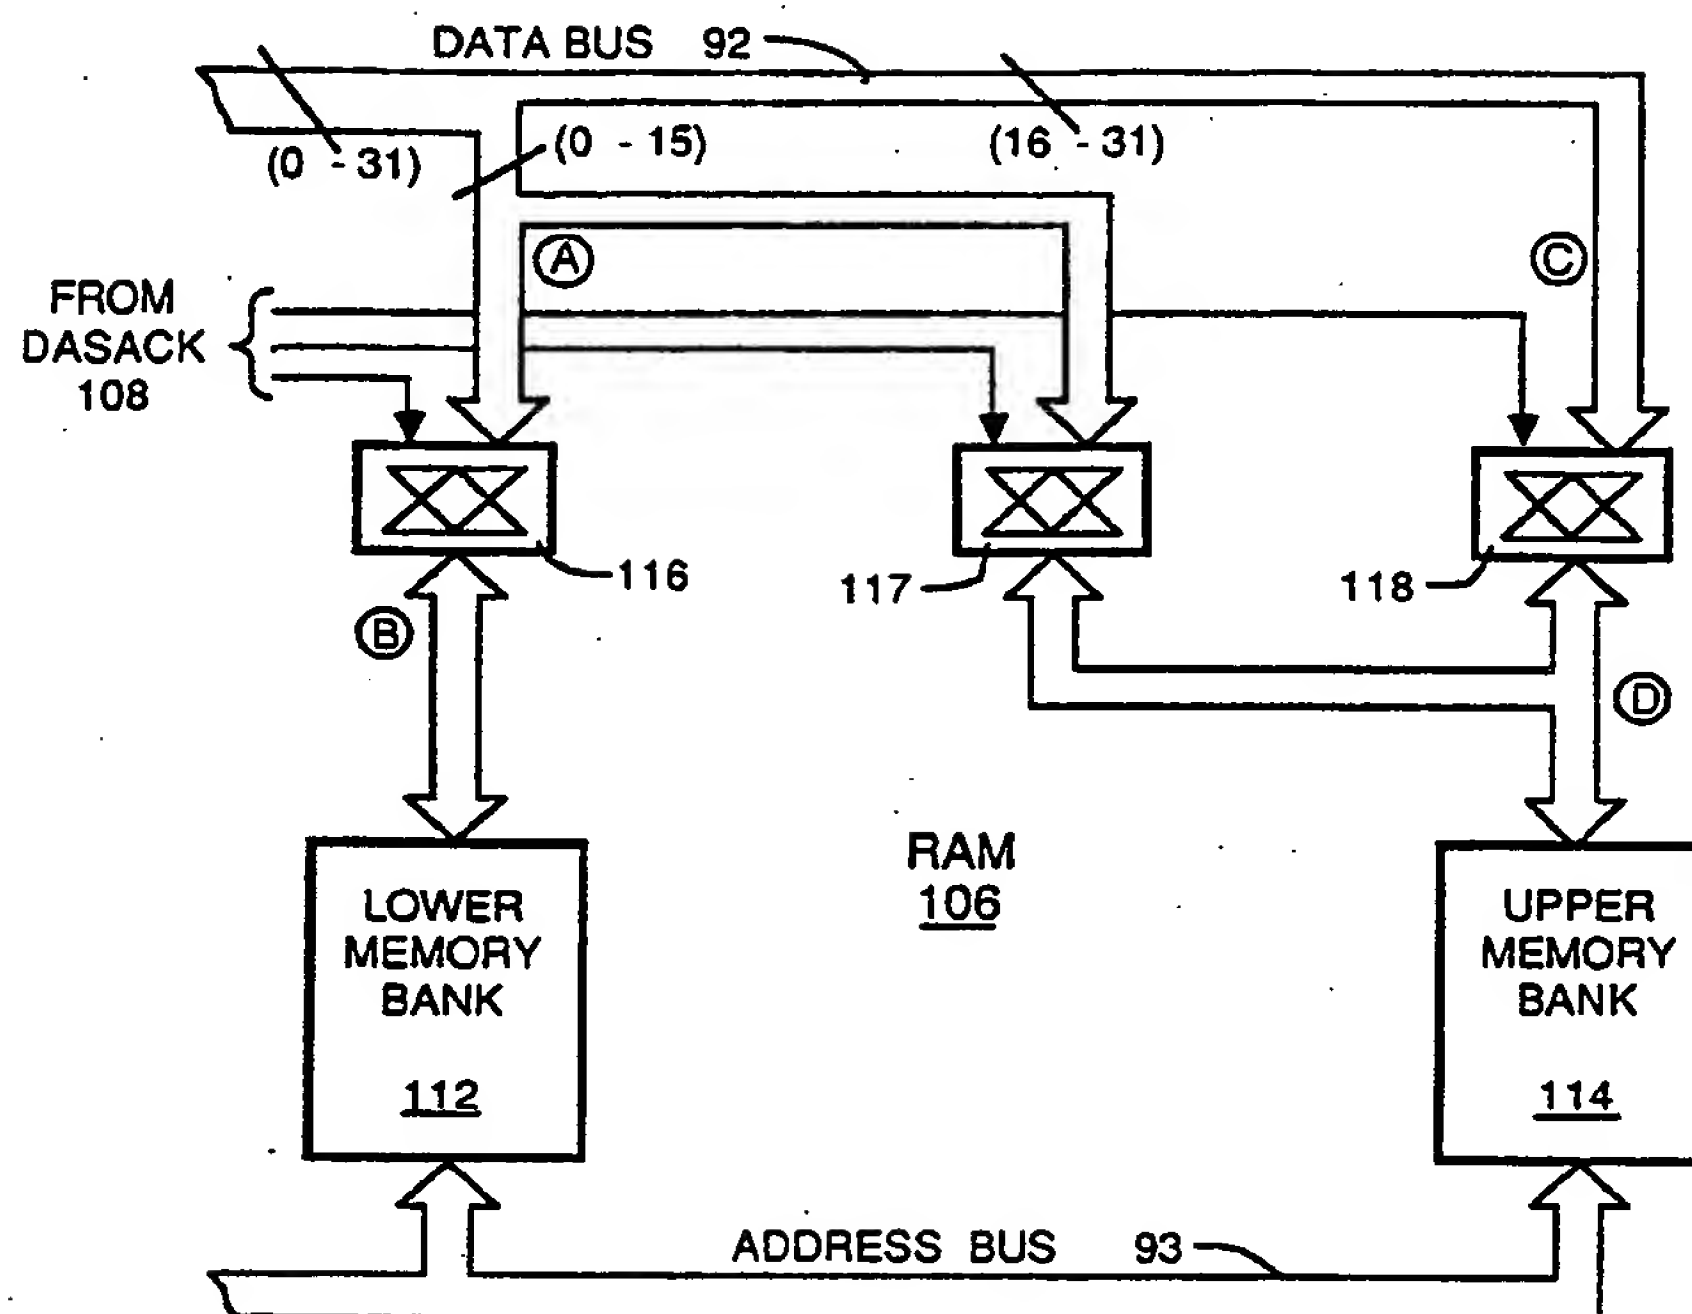 DATA BUS 92
(0 - 31)
(0 - 15)
(16 - 31)
A
C
FROM
DASACK
108
116
117
118
B
D
RAM
106
LOWER
MEMORY
BANK
112
UPPER
MEMORY
BANK
114
ADDRESS BUS 93